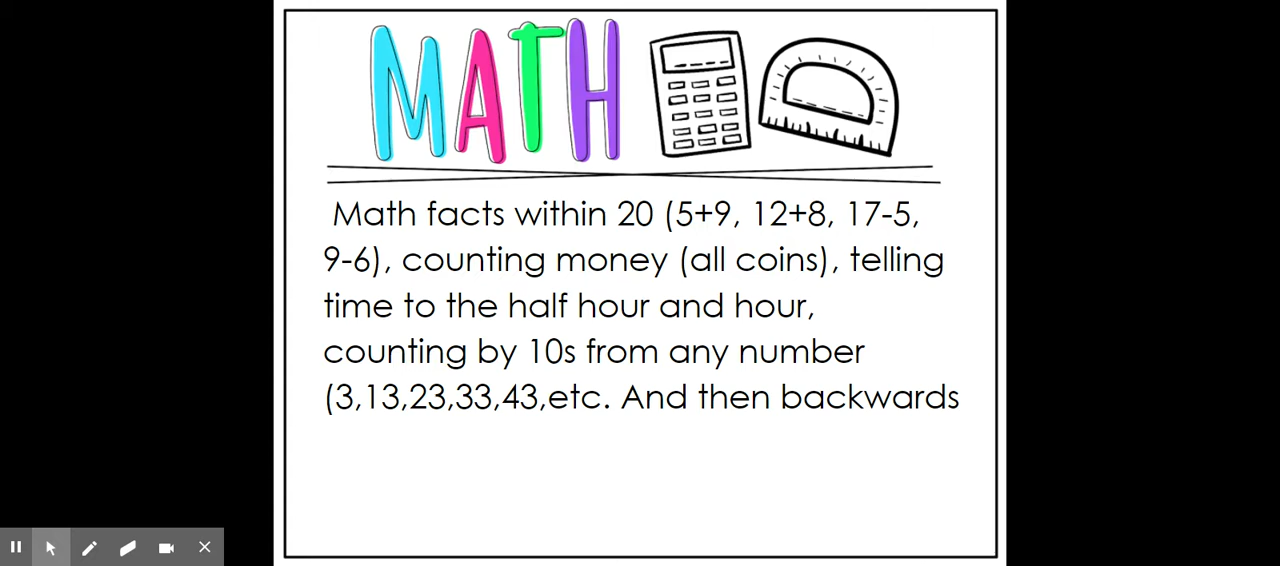 MATH
Math facts within 20 (5+9, 12+8, 17-5,
9-6), counting money (all coins), telling
time to the half hour and hour,
counting by 10s from any number
(3,13,23,33,43,etc. And then backwards